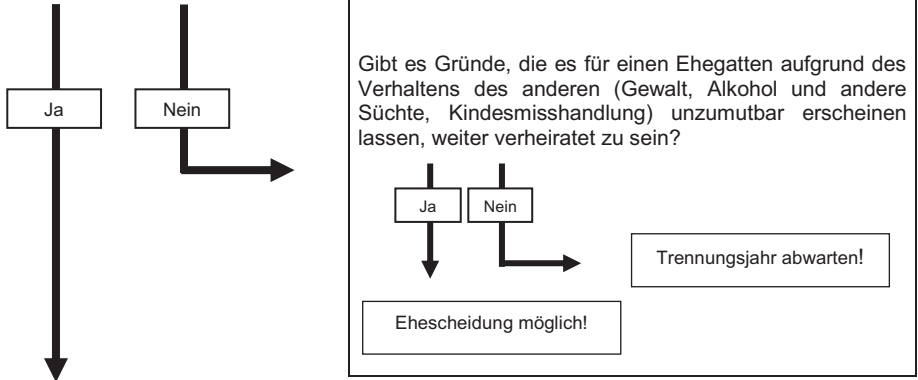 Gibt es Gründe, die es für einen Ehegatten aufgrund des
Verhaltens des anderen (Gewalt, Alkohol und andere
Süchte, Kindesmisshandlung) unzumutbar erscheinen
lassen, weiter verheiratet zu sein?
Ja
Nein
Ja
Nein
Trennungsjahr abwarten!
Ehescheidung möglich!